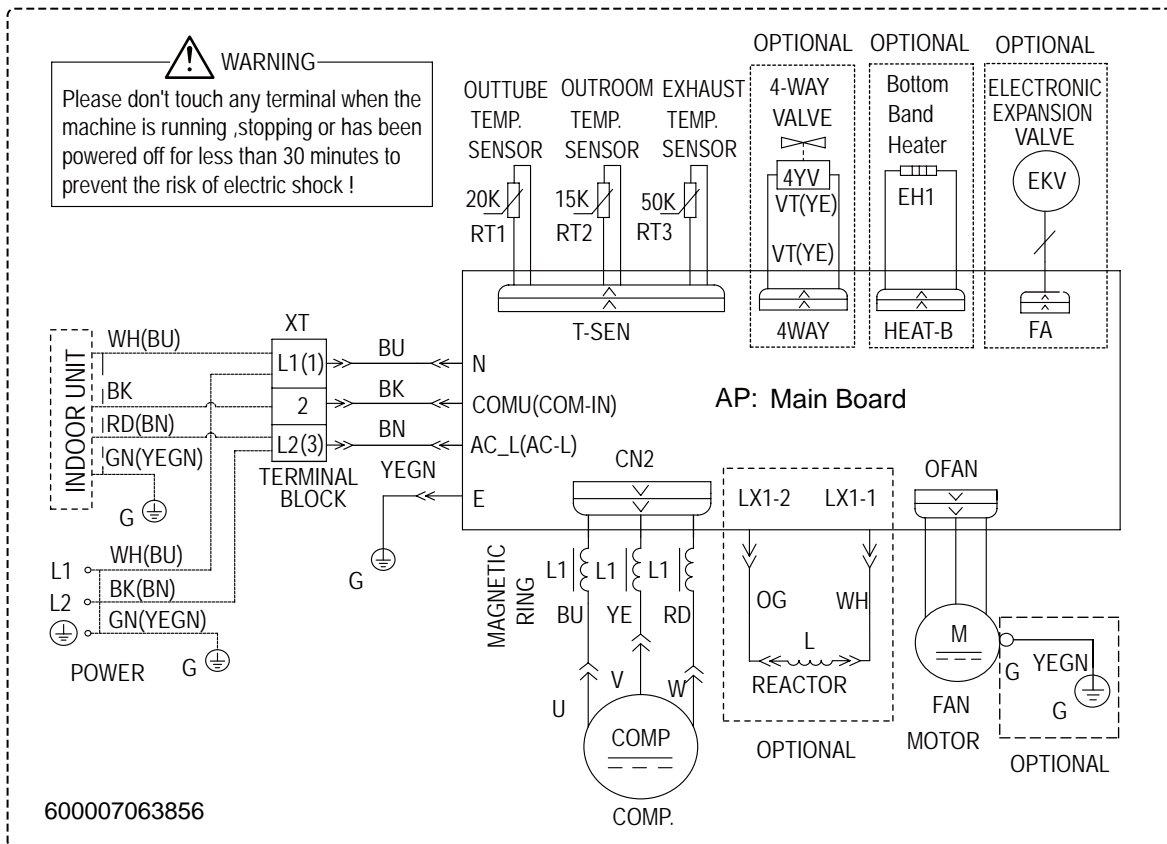 WARNING
Please don't touch any terminal when the
machine is running ,stopping or has been
powered off for less than 30 minutes to
prevent the risk of electric shock !
OUTTUBE
TEMP.
SENSOR
20K
RT1
OUTROOM
TEMP.
SENSOR
15K
RT2
EXHAUST
TEMP.
SENSOR
50K
RT3
T-SEN
OPTIONAL
4-WAY
VALVE
4YV
VT(YE)
VT(YE)
4WAY
OPTIONAL
Bottom
Band
Heater
EH1
HEAT-B
OPTIONAL
ELECTRONIC
EXPANSION
VALVE
EKV
FA
INDOOR UNIT
WH(BU)
BK
RD(BN)
GN(YEGN)
G
XT
L1(1)
2
L2(3)
TERMINAL
BLOCK
BU
BK
BN
YEGN
G
N
COMU(COM-IN)
AC_L(AC-L)
E
AP: Main Board
L1
L2
WH(BU)
BK(BN)
GN(YEGN)
G
POWER
CN2
MAGNETIC
RING
L1
L1
L1
BU
YE
RD
U
V
W
COMP
COMP.
LX1-2
LX1-1
OG
WH
L
REACTOR
OPTIONAL
OFAN
M
FAN
MOTOR
G
YEGN
G
OPTIONAL
600007063856